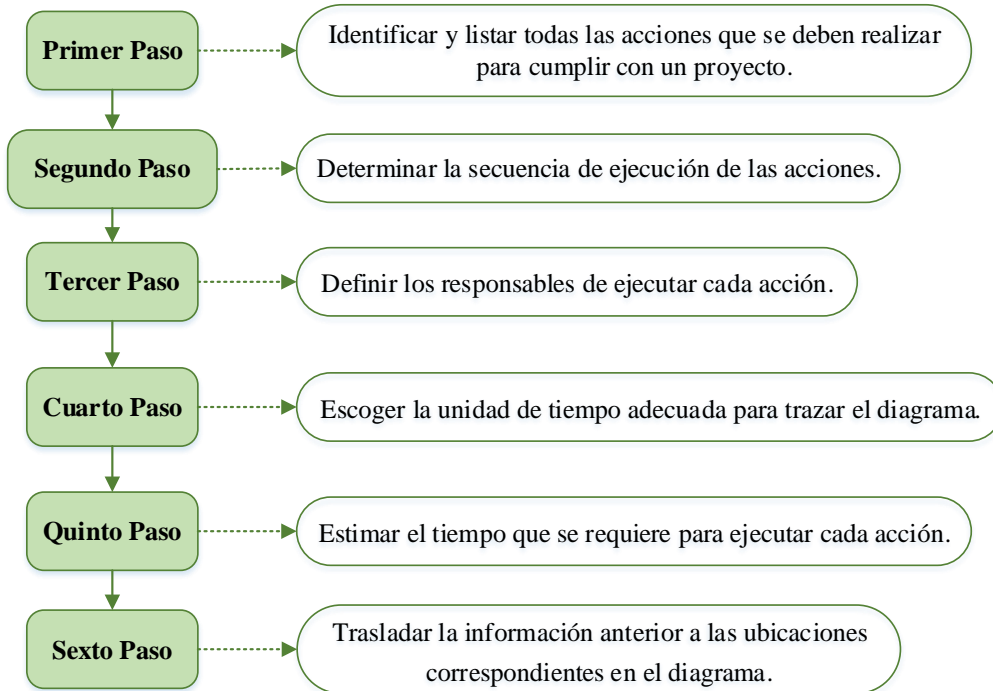 Primer Paso
Identificar y listar todas las acciones que se deben realizar
para cumplir con un proyecto.
Segundo Paso
Determinar la secuencia de ejecución de las acciones.
Tercer Paso
Definir los responsables de ejecutar cada acción.
Cuarto Paso
Escoger la unidad de tiempo adecuada para trazar el diagrama.
Quinto Paso
Estimar el tiempo que se requiere para ejecutar cada acción.
Sexto Paso
Trasladar la información anterior a las ubicaciones
correspondientes en el diagrama.